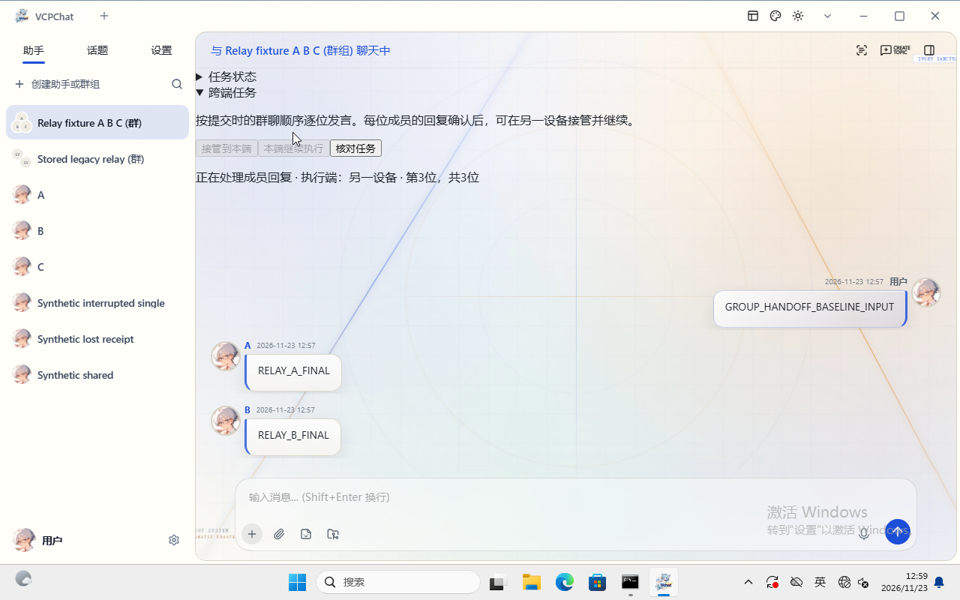 VCPChat
助手
话题
设置
创建助手或群组
Relay fixture A B C (群)
Stored legacy relay (群)
A
B
C
Synthetic interrupted single
Synthetic lost receipt
Synthetic shared
用户
与 Relay fixture A B C (群组) 聊天中
任务状态
跨端任务
按提交时的群聊顺序逐位发言。每位成员的回复确认后，可在另一设备接管并继续。
接管到本端 本端继续执行 核对任务
正在处理成员回复 · 执行端：另一设备 · 第3位，共3位
2026-11-23 12:57 用户
GROUP_HANDOFF_BASELINE_INPUT
A 2026-11-23 12:57
RELAY_A_FINAL
B 2026-11-23 12:57
RELAY_B_FINAL
输入消息... (Shift+Enter 换行)
激活 Windows
转到"设置"以激活 Windows
搜索
英
12:59
2026/11/23